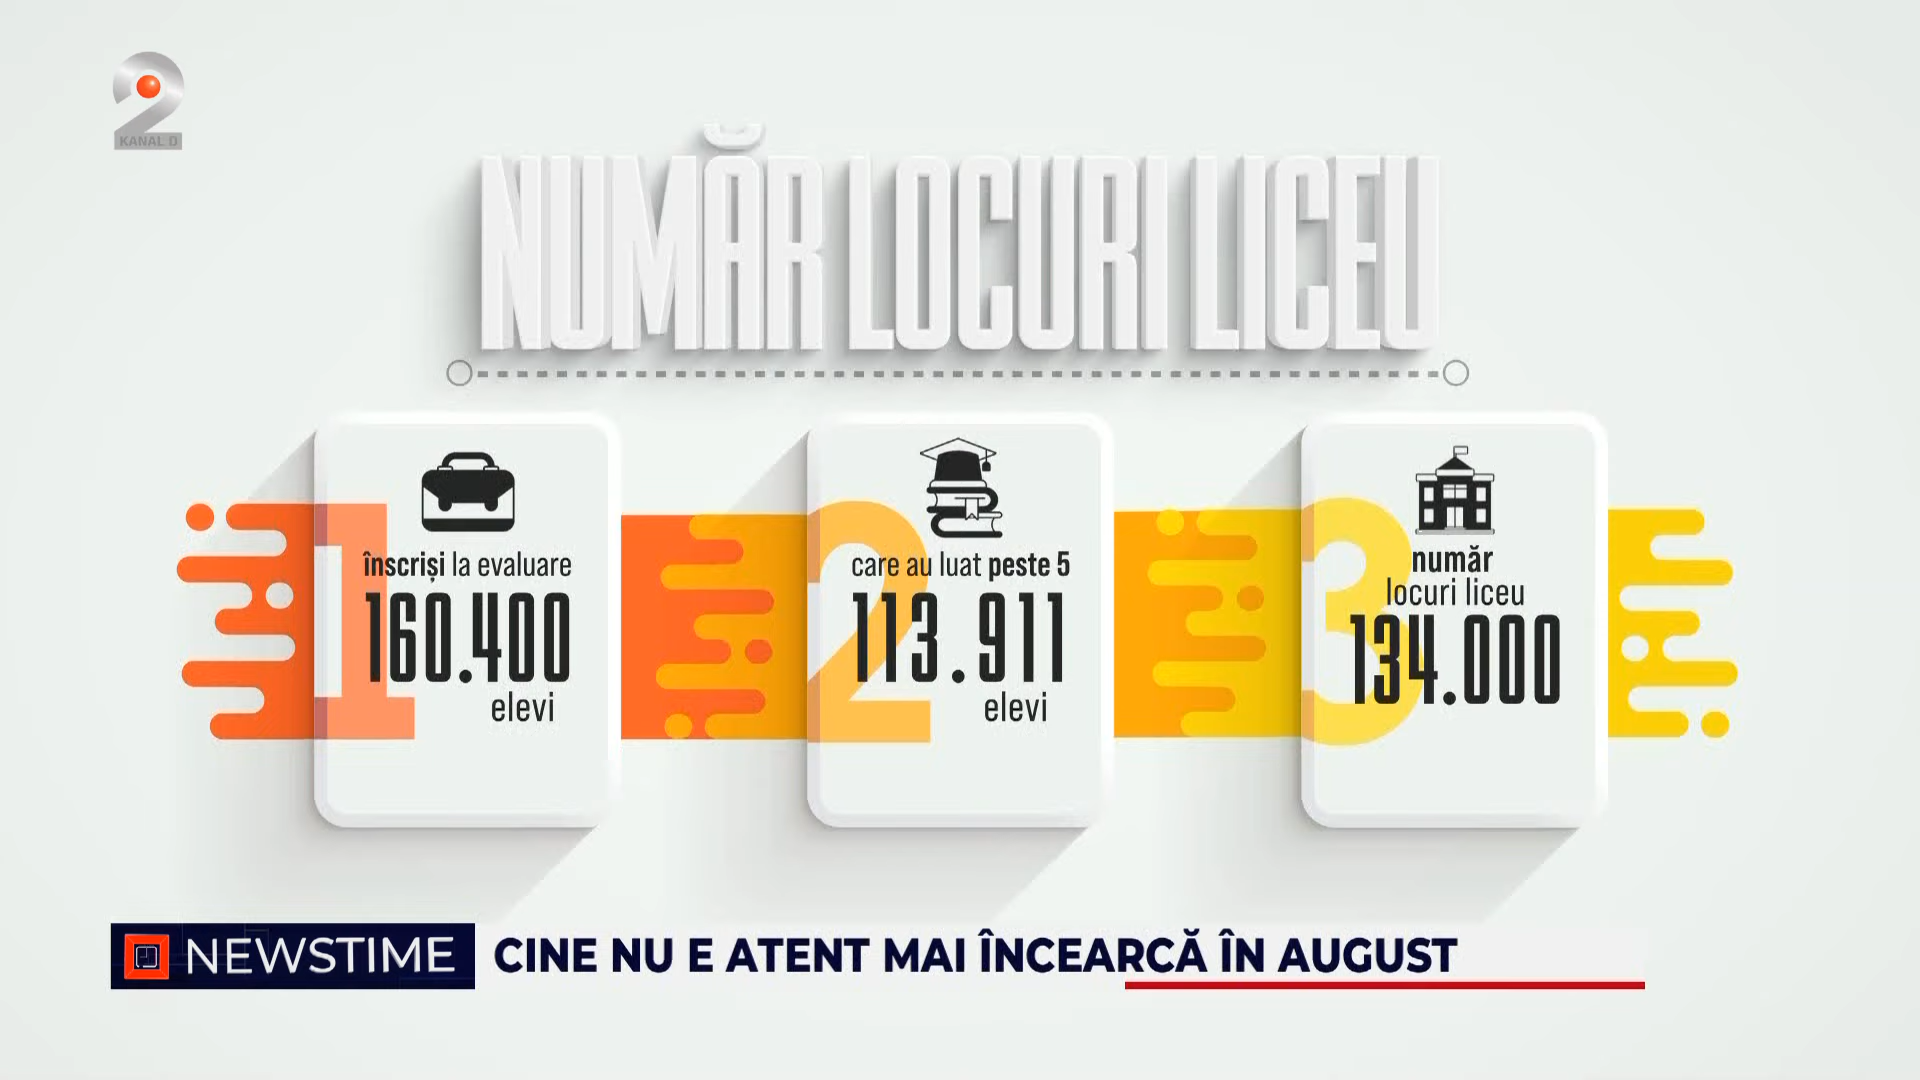 2
KANAL D
NUMĂR LOCURI LICEU
1
înscriși la evaluare
160.400
elevi
2
care au luat peste 5
113.911
elevi
3
număr
locuri liceu
134.000
NEWSTIME
CINE NU E ATENT MAI ÎNCEARCĂ ÎN AUGUST